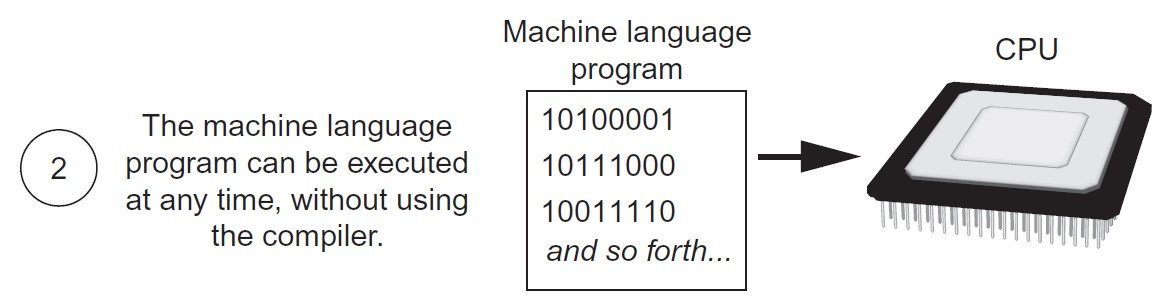 2
The machine language
program can be executed
at any time, without using
the compiler.
Machine language
program
10100001
10111000
10011110
and so forth...
CPU